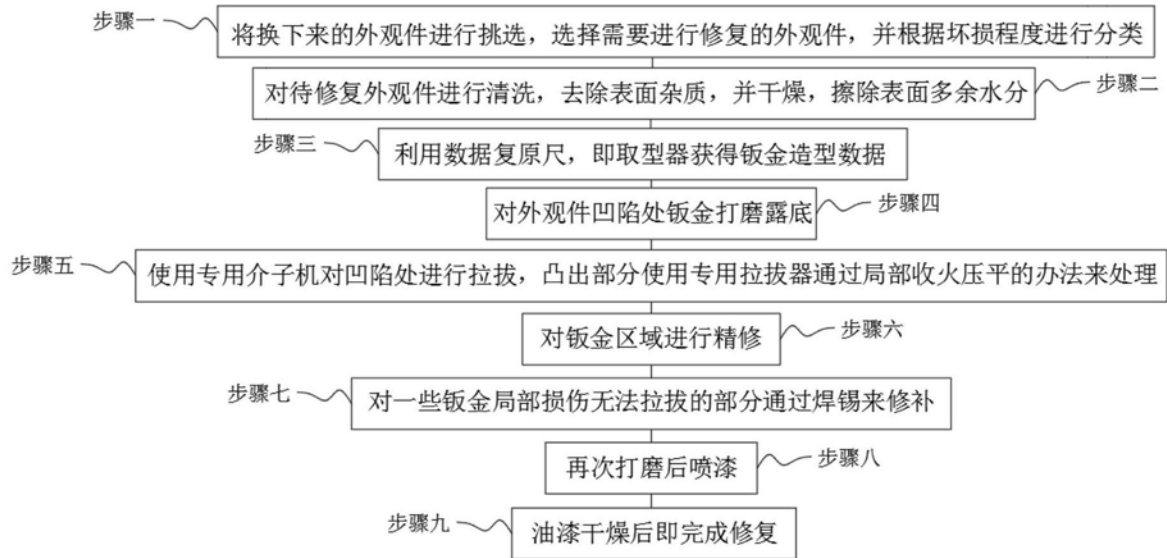 步骤一
将换下来的外观件进行挑选，选择需要进行修复的外观件，并根据坏损程度进行分类
对待修复外观件进行清洗，去除表面杂质，并干燥，擦除表面多余水分
步骤二
步骤三
利用数据复原尺，即取型器获得钣金造型数据
对外观件凹陷处钣金打磨露底
步骤四
步骤五
使用专用介子机对凹陷处进行拉拔，凸出部分使用专用拉拔器通过局部收火压平的办法来处理
对钣金区域进行精修
步骤六
步骤七
对一些钣金局部损伤无法拉拔的部分通过焊锡来修补
再次打磨后喷漆
步骤八
步骤九
油漆干燥后即完成修复